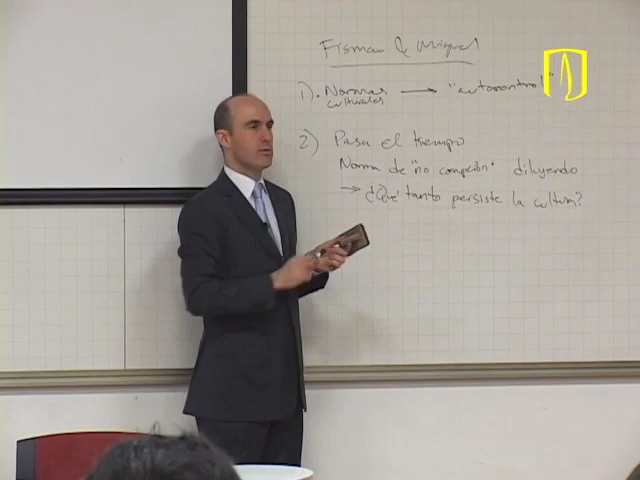 Fisman & Miguel
1). Normas → "autocontrol"
culturales
2) Pasa el tiempo
Norma de "no corrupción" diluyendo
→ ¿Qué tanto persiste la cultura?